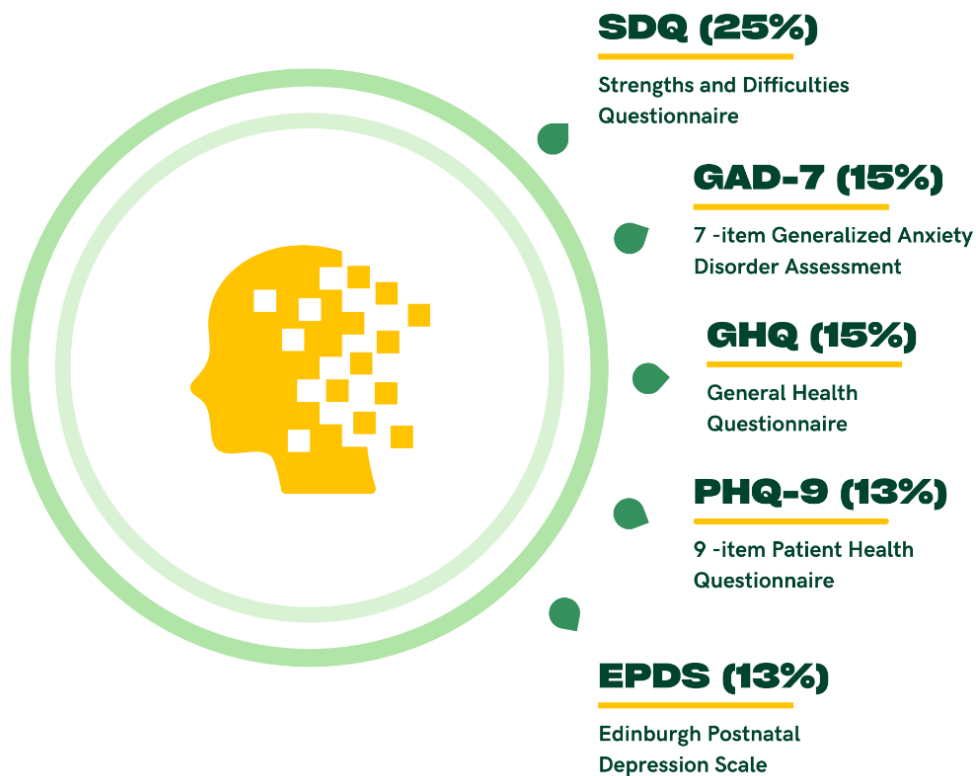 SDQ (25%)
Strengths and Difficulties
Questionnaire
GAD-7 (15%)
7 -item Generalized Anxiety
Disorder Assessment
GHQ (15%)
General Health
Questionnaire
PHQ-9 (13%)
9 -item Patient Health
Questionnaire
EPDS (13%)
Edinburgh Postnatal
Depression Scale